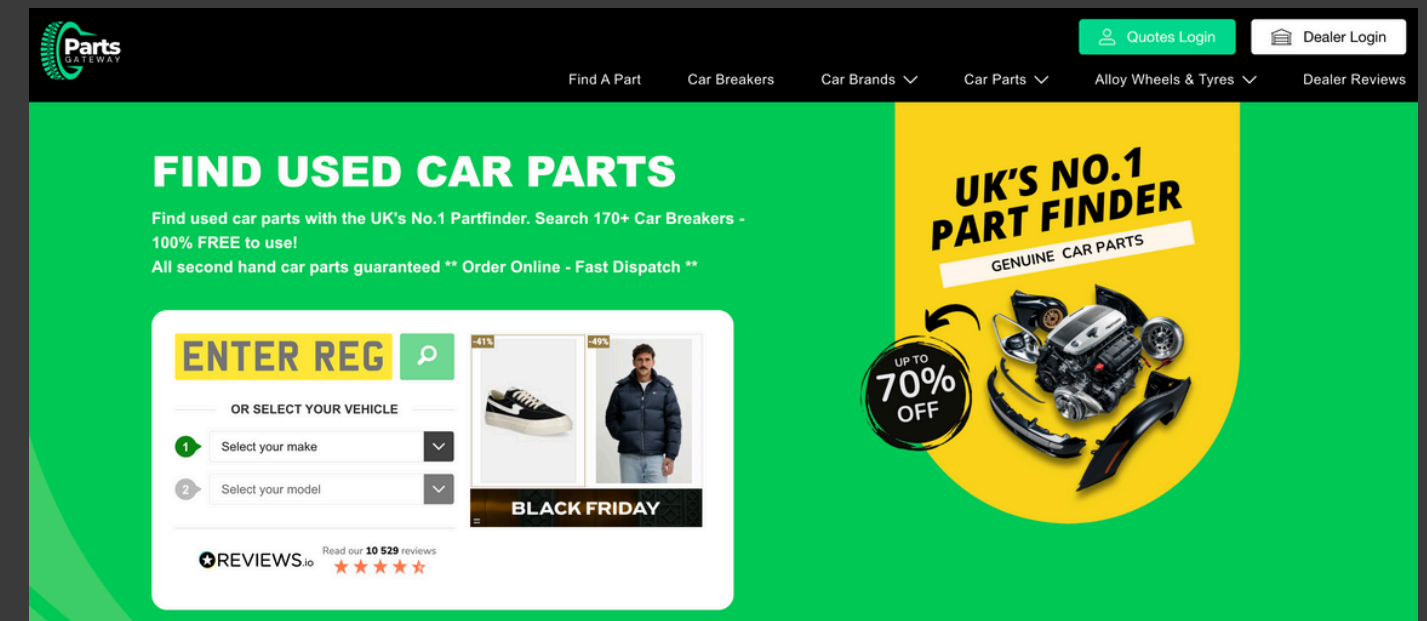 Parts
GATEWAY
Quotes Login
Dealer Login
Find A Part
Car Breakers
Car Brands
Car Parts
Alloy Wheels & Tyres
Dealer Reviews
FIND USED CAR PARTS
Find used car parts with the UK's No.1 Partfinder. Search 170+ Car Breakers -
100% FREE to use!
All second hand car parts guaranteed ** Order Online - Fast Dispatch **
ENTER REG
OR SELECT YOUR VEHICLE
1
Select your make
2
Select your model
REVIEWS.io
Read our 10 529 reviews
-41%
-49%
BLACK FRIDAY
UK'S NO.1
PART FINDER
GENUINE CAR PARTS
UP TO
70%
OFF